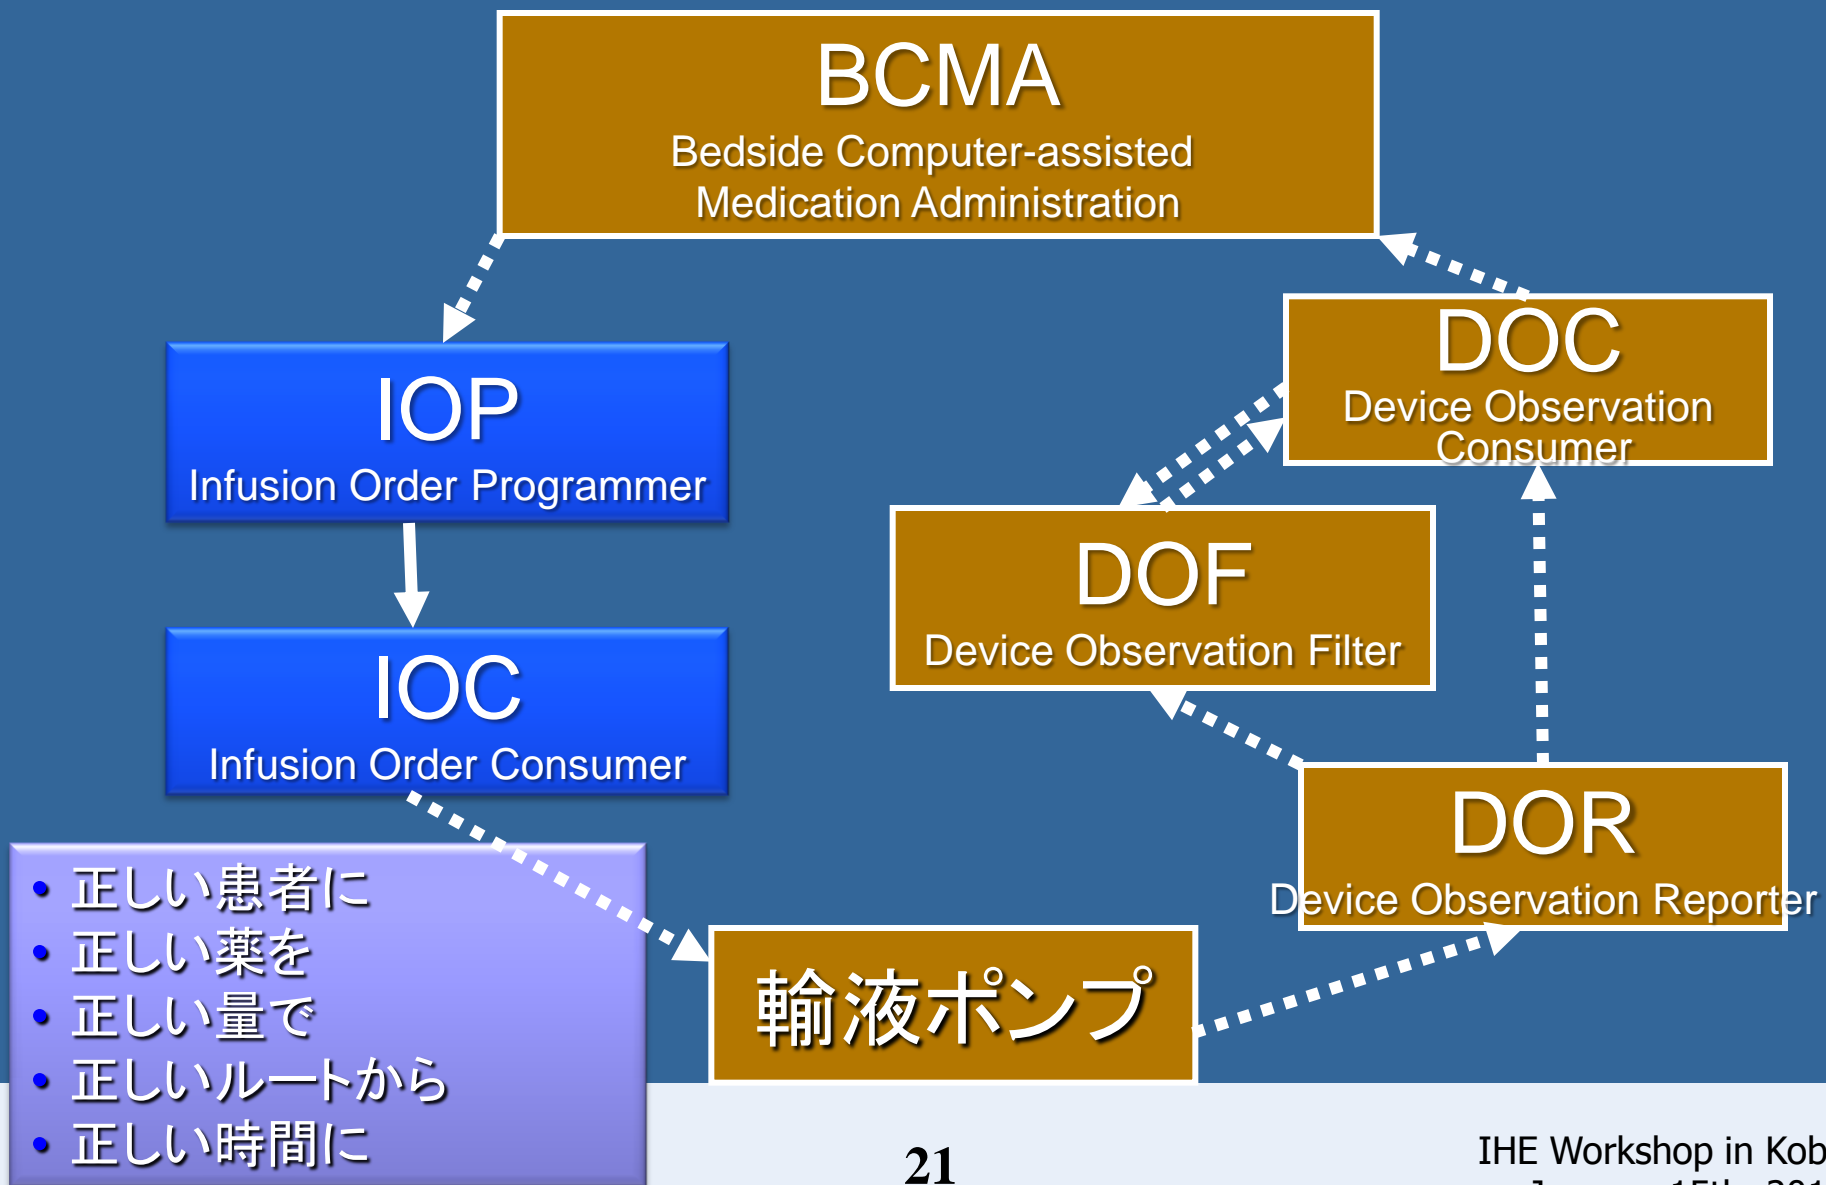 BCMA
Bedside Computer-assisted
Medication Administration
IOP
Infusion Order Programmer
IOC
Infusion Order Consumer
DOC
Device Observation
Consumer
DOF
Device Observation Filter
DOR
Device Observation Reporter
輸液ポンプ
• 正しい患者に
• 正しい薬を
• 正しい量で
• 正しいルートから
• 正しい時間に
21
IHE Workshop in Kob
15th 201